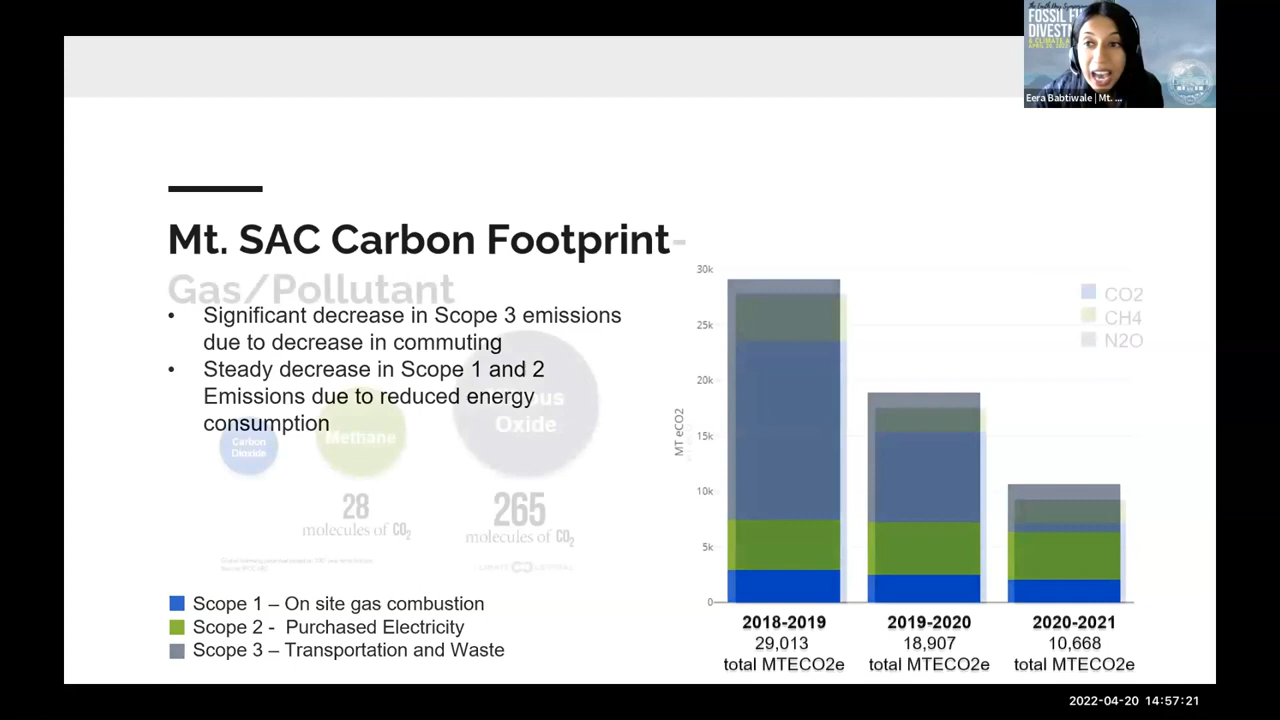 FOSSIL FU
DIVEST
Eera Babtiwale | Mt. ...
Mt. SAC Carbon Footprint-
Gas/Pollutant
• Significant decrease in Scope 3 emissions
due to decrease in commuting
• Steady decrease in Scope 1 and 2
Emissions due to reduced energy
consumption
Carbon
Dioxide
Methane
Oxide
28
molecules of CO2
265
molecules of CO2
Scope 1 – On site gas combustion
Scope 2 - Purchased Electricity
Scope 3 – Transportation and Waste
30k
25k
20k
15k
10k
5k
0
MT eCO2
CO2
CH4
N2O
2018-2019
29,013
total MTECO2e
2019-2020
18,907
total MTECO2e
2020-2021
10,668
total MTECO2e
2022-04-20 14:57:21